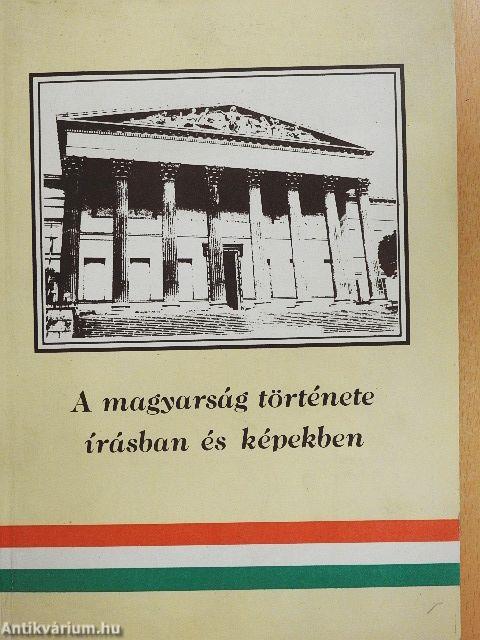 A magyarság története
írásban és képekben
Antikvárium.hu